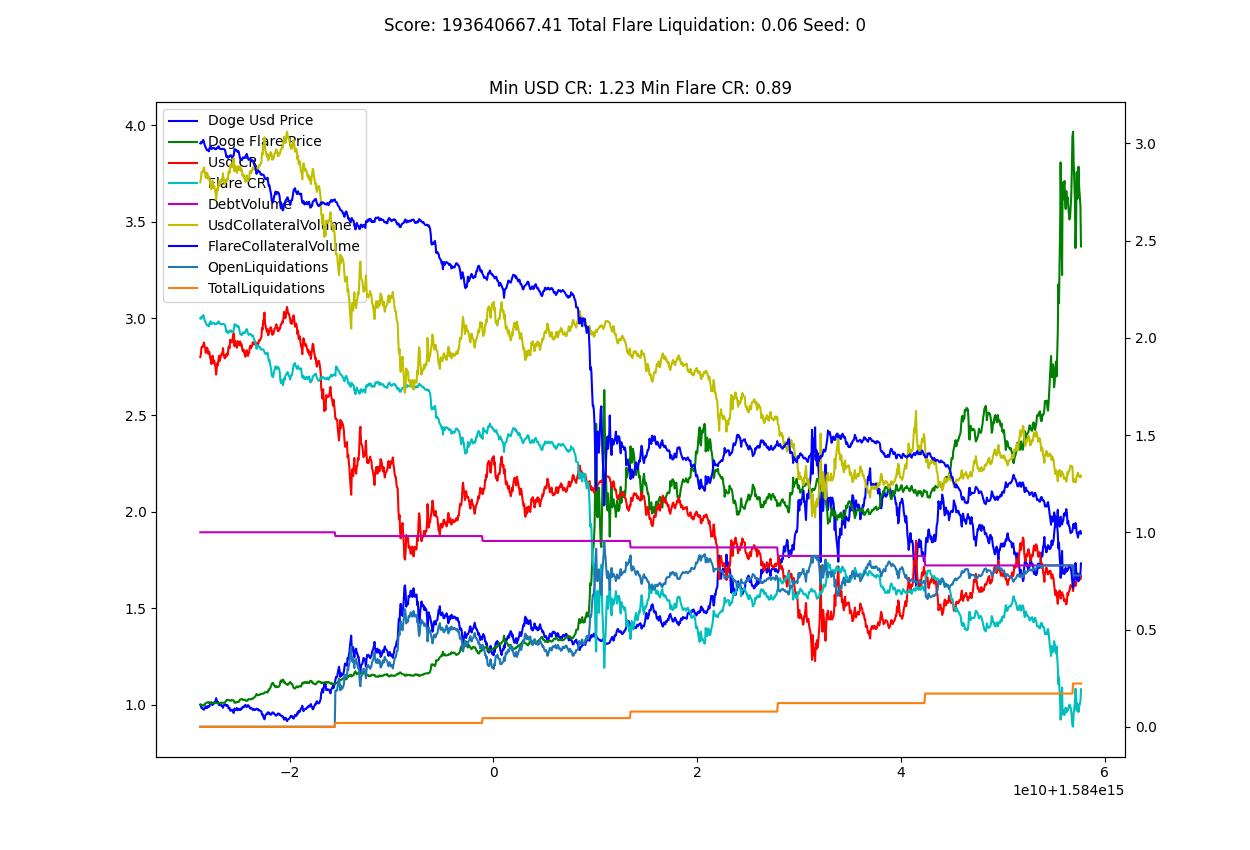 Score: 193640667.41 Total Flare Liquidation: 0.06 Seed: 0
Min USD CR: 1.23 Min Flare CR: 0.89
Doge Usd Price
Doge Flare Price
Usd CR
Flare CR
DebtVolume
UsdCollateralVolume
FlareCollateralVolume
OpenLiquidations
TotalLiquidations
4.0
3.5
3.0
2.5
2.0
1.5
1.0
3.0
2.5
2.0
1.5
1.0
0.5
0.0
−2 0 2 4 6
1e10+1.584e15